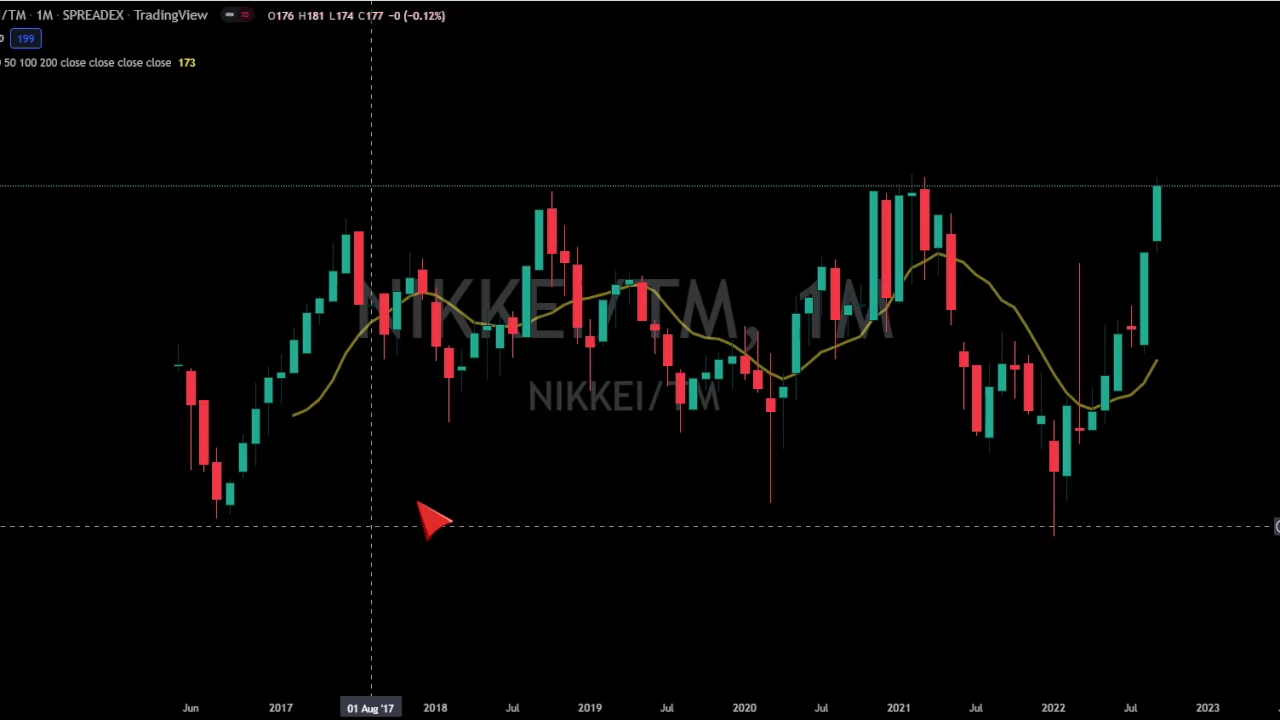 /TM · 1M · SPREADEX · TradingView O176 H181 L174 C177 −0 (−0.12%)
0 199
50 100 200 close close close close 173
NIKKEI/TM, 1M
NIKKEI/TM
Jun 2017 01 Aug '17 2018 Jul 2019 Jul 2020 Jul 2021 Jul 2022 Jul 2023